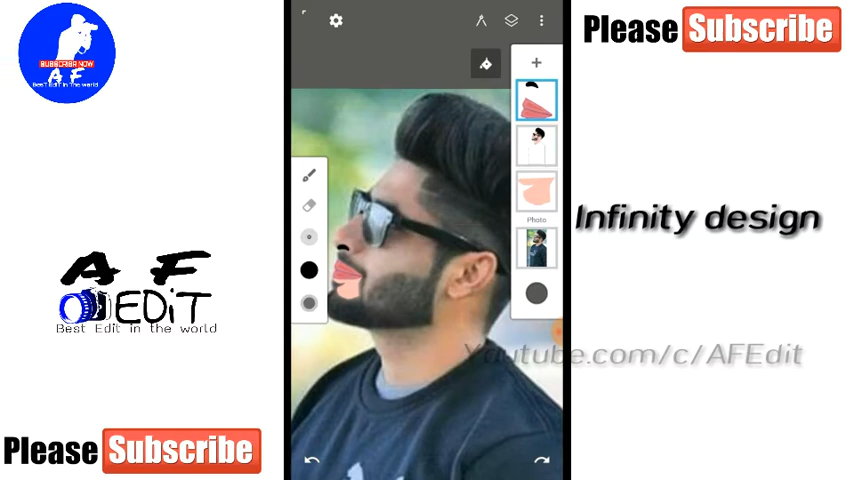 SUBSCRIBE NOW
A F
BesT EdiT in The world
Please Subscribe
Photo
Infinity design
A F
EDiT
Best Edit in the world
Youtube.com/c/AFEdit
Please Subscribe